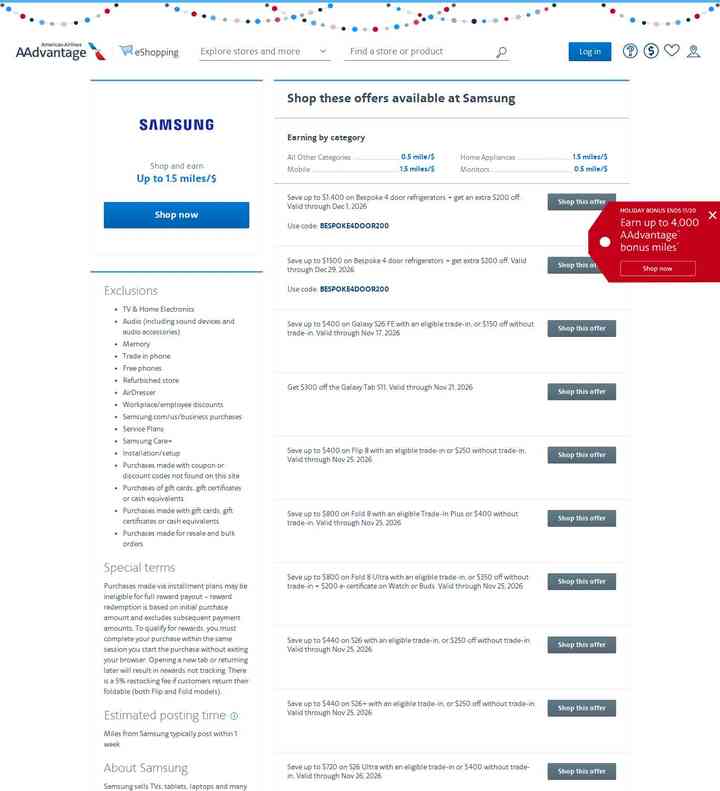 American Airlines
AAdvantage
eShopping
Explore stores and more
Find a store or product
Log in
SAMSUNG
Shop and earn
Up to 1.5 miles/$
Shop now
Exclusions
• TV & Home Electronics
• Audio (including sound devices and
audio accessories)
• Memory
• Trade in phone
• Free phones
• Refurbished store
• AirDresser
• Workplace/employee discounts
• Samsung.com/us/business purchases
• Service Plans
• Samsung Care+
• Installation/setup
• Purchases made with coupon or
discount codes not found on this site
• Purchases of gift cards, gift certificates
or cash equivalents
• Purchases made with gift cards, gift
certificates or cash equivalents
• Purchases made for resale and bulk
orders
Special terms
Purchases made via installment plans may be
ineligible for full reward payout – reward
redemption is based on initial purchase
amount and excludes subsequent payment
amounts. To qualify for rewards, you must
complete your purchase within the same
session you start the purchase without exiting
your browser. Opening a new tab or returning
later will result in rewards not tracking. There
is a 5% restocking fee if customers return their
foldable (both Flip and Fold models).
Estimated posting time
Miles from Samsung typically post within 1
week
About Samsung
Samsung sells TVs, tablets, laptops and many
Shop these offers available at Samsung
Earning by category
All Other Categories 0.5 mile/$
Home Appliances 1.5 miles/$
Mobile 1.5 miles/$
Monitors 0.5 mile/$
Save up to $1,400 on Bespoke 4 door refrigerators + get an extra $200 off.
Valid through Dec 1, 2026
Use code: BESPOKE4DOOR200
Shop this offer
Save up to $1500 on Bespoke 4 door refrigerators + get extra $200 off. Valid
through Dec 29, 2026
Use code: BESPOKE4DOOR200
Shop this
Save up to $400 on Galaxy S26 FE with an eligible trade-in, or $150 off without
trade-in. Valid through Nov 17, 2026
Shop this offer
Get $300 off the Galaxy Tab S11. Valid through Nov 21, 2026
Shop this offer
Save up to $400 on Flip 8 with an eligible trade-in or $250 without trade-in.
Valid through Nov 25, 2026
Shop this offer
Save up to $800 on Fold 8 with an eligible Trade-In Plus or $400 without
trade-in. Valid through Nov 25, 2026
Shop this offer
Save up to $800 on Fold 8 Ultra with an eligible trade-in, or $350 off without
trade-in + $200 e-certificate on Watch or Buds. Valid through Nov 25, 2026
Shop this offer
Save up to $440 on S26 with an eligible trade-in, or $250 off without trade-in
Valid through Nov 25, 2026
Shop this offer
Save up to $440 on S26+ with an eligible trade-in, or $250 off without trade-in
Valid through Nov 25, 2026
Shop this offer
Save up to $720 on S26 Ultra with an eligible trade-in or $400 without trade-
in. Valid through Nov 26, 2026
Shop this offer
HOLIDAY BONUS ENDS 11/20
Earn up to 4,000
AAdvantage®
bonus miles*
Shop now